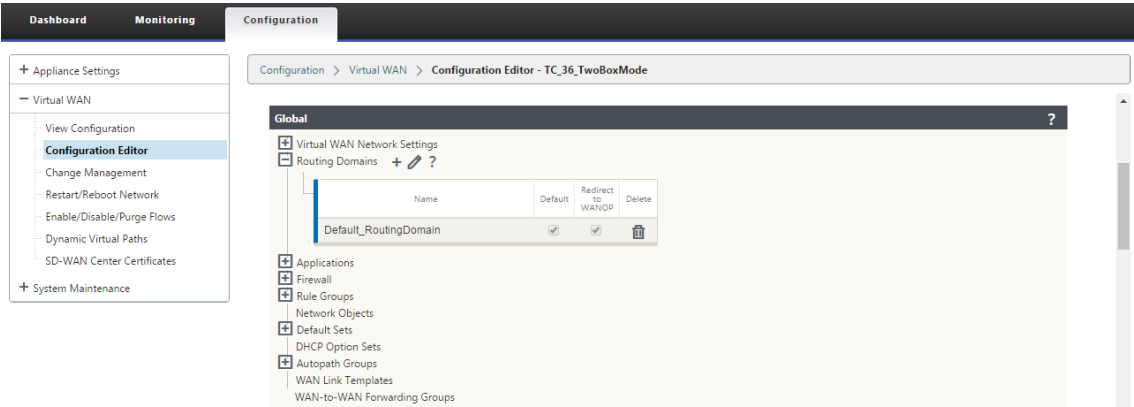 Dashboard Monitoring Configuration
+ Appliance Settings
− Virtual WAN
View Configuration
Configuration Editor
Change Management
Restart/Reboot Network
Enable/Disable/Purge Flows
Dynamic Virtual Paths
SD-WAN Center Certificates
+ System Maintenance
Configuration > Virtual WAN > Configuration Editor - TC_36_TwoBoxMode
Global ?
+ Virtual WAN Network Settings
− Routing Domains + ?
Name Default Redirect to WANOP Delete
Default_RoutingDomain
+ Applications
+ Firewall
+ Rule Groups
Network Objects
+ Default Sets
DHCP Option Sets
+ Autopath Groups
WAN Link Templates
WAN-to-WAN Forwarding Groups